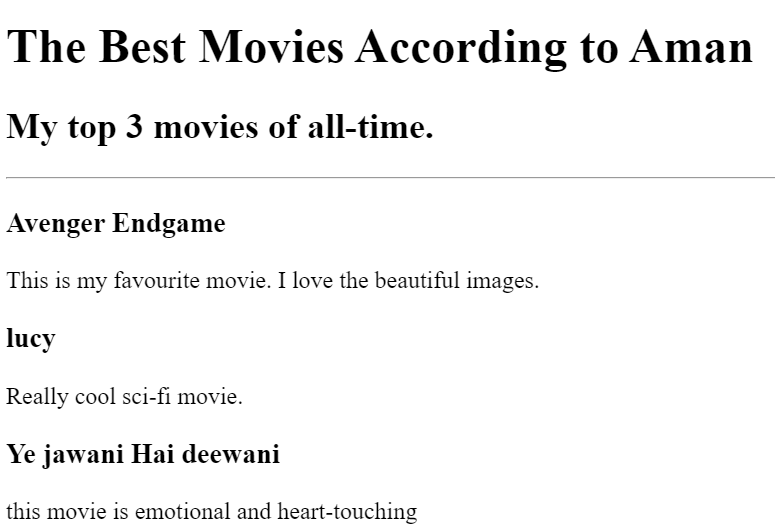 The Best Movies According to Aman
My top 3 movies of all-time.
Avenger Endgame
This is my favourite movie. I love the beautiful images.
lucy
Really cool sci-fi movie.
Ye jawani Hai deewani
this movie is emotional and heart-touching